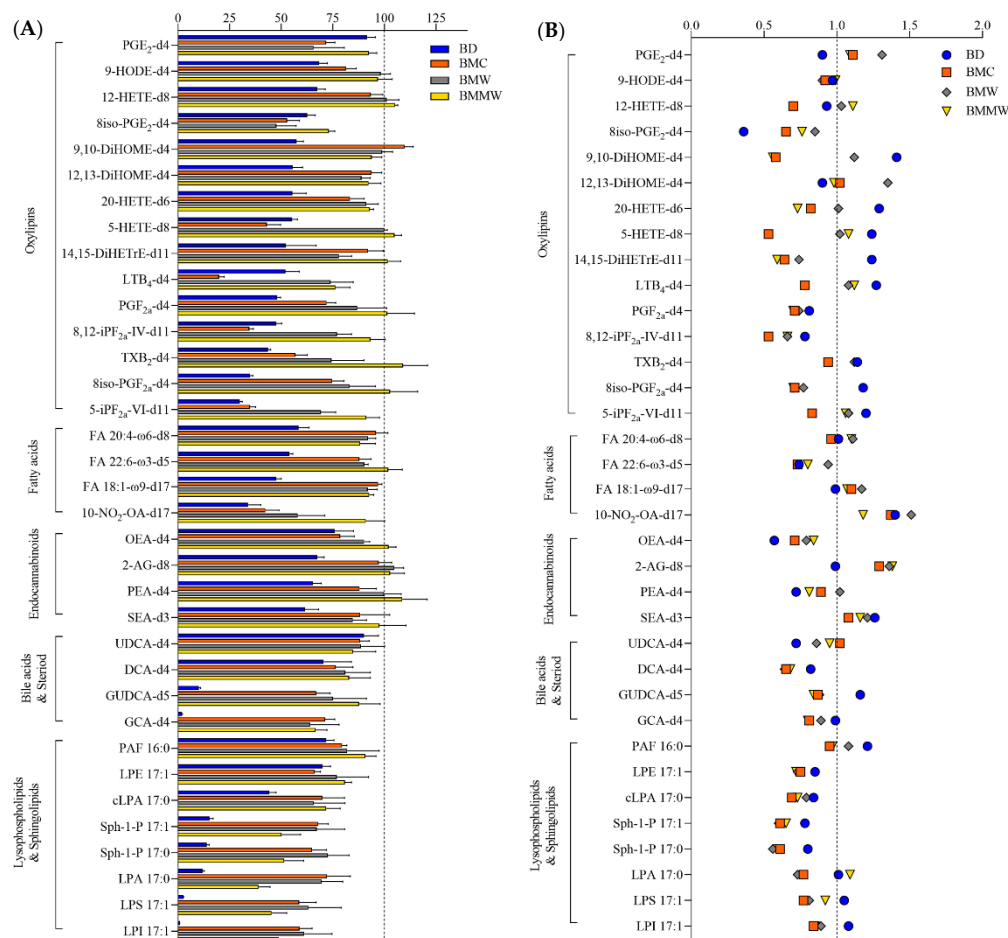 (A)
0 25 50 75 100 125
BD
BMC
BMW
BMMW
Oxylipins
PGE₂-d4
9-HODE-d4
12-HETE-d8
8iso-PGE₂-d4
9,10-DiHOME-d4
12,13-DiHOME-d4
20-HETE-d6
5-HETE-d8
14,15-DiHETrE-d11
LTB₄-d4
PGF₂ₐ-d4
8,12-iPF₂ₐ-IV-d11
TXB₂-d4
8iso-PGF₂ₐ-d4
5-iPF₂ₐ-VI-d11
Fatty acids
FA 20:4-ω6-d8
FA 22:6-ω3-d5
FA 18:1-ω9-d17
10-NO₂-OA-d17
Endocannabinoids
OEA-d4
2-AG-d8
PEA-d4
SEA-d3
Bile acids
& Steriod
UDCA-d4
DCA-d4
GUDCA-d5
GCA-d4
Lysophospholipids
& Sphingolipids
PAF 16:0
LPE 17:1
cLPA 17:0
Sph-1-P 17:1
Sph-1-P 17:0
LPA 17:0
LPS 17:1
LPI 17:1
(B)
0.0 0.5 1.0 1.5 2.0
BD
BMC
BMW
BMMW
Oxylipins
PGE₂-d4
9-HODE-d4
12-HETE-d8
8iso-PGE₂-d4
9,10-DiHOME-d4
12,13-DiHOME-d4
20-HETE-d6
5-HETE-d8
14,15-DiHETrE-d11
LTB₄-d4
PGF₂ₐ-d4
8,12-iPF₂ₐ-IV-d11
TXB₂-d4
8iso-PGF₂ₐ-d4
5-iPF₂ₐ-VI-d11
Fatty acids
FA 20:4-ω6-d8
FA 22:6-ω3-d5
FA 18:1-ω9-d17
10-NO₂-OA-d17
Endocannabinoids
OEA-d4
2-AG-d8
PEA-d4
SEA-d3
Bile acids
& Steriod
UDCA-d4
DCA-d4
GUDCA-d5
GCA-d4
Lysophospholipids
& Sphingolipids
PAF 16:0
LPE 17:1
cLPA 17:0
Sph-1-P 17:1
Sph-1-P 17:0
LPA 17:0
LPS 17:1
LPI 17:1